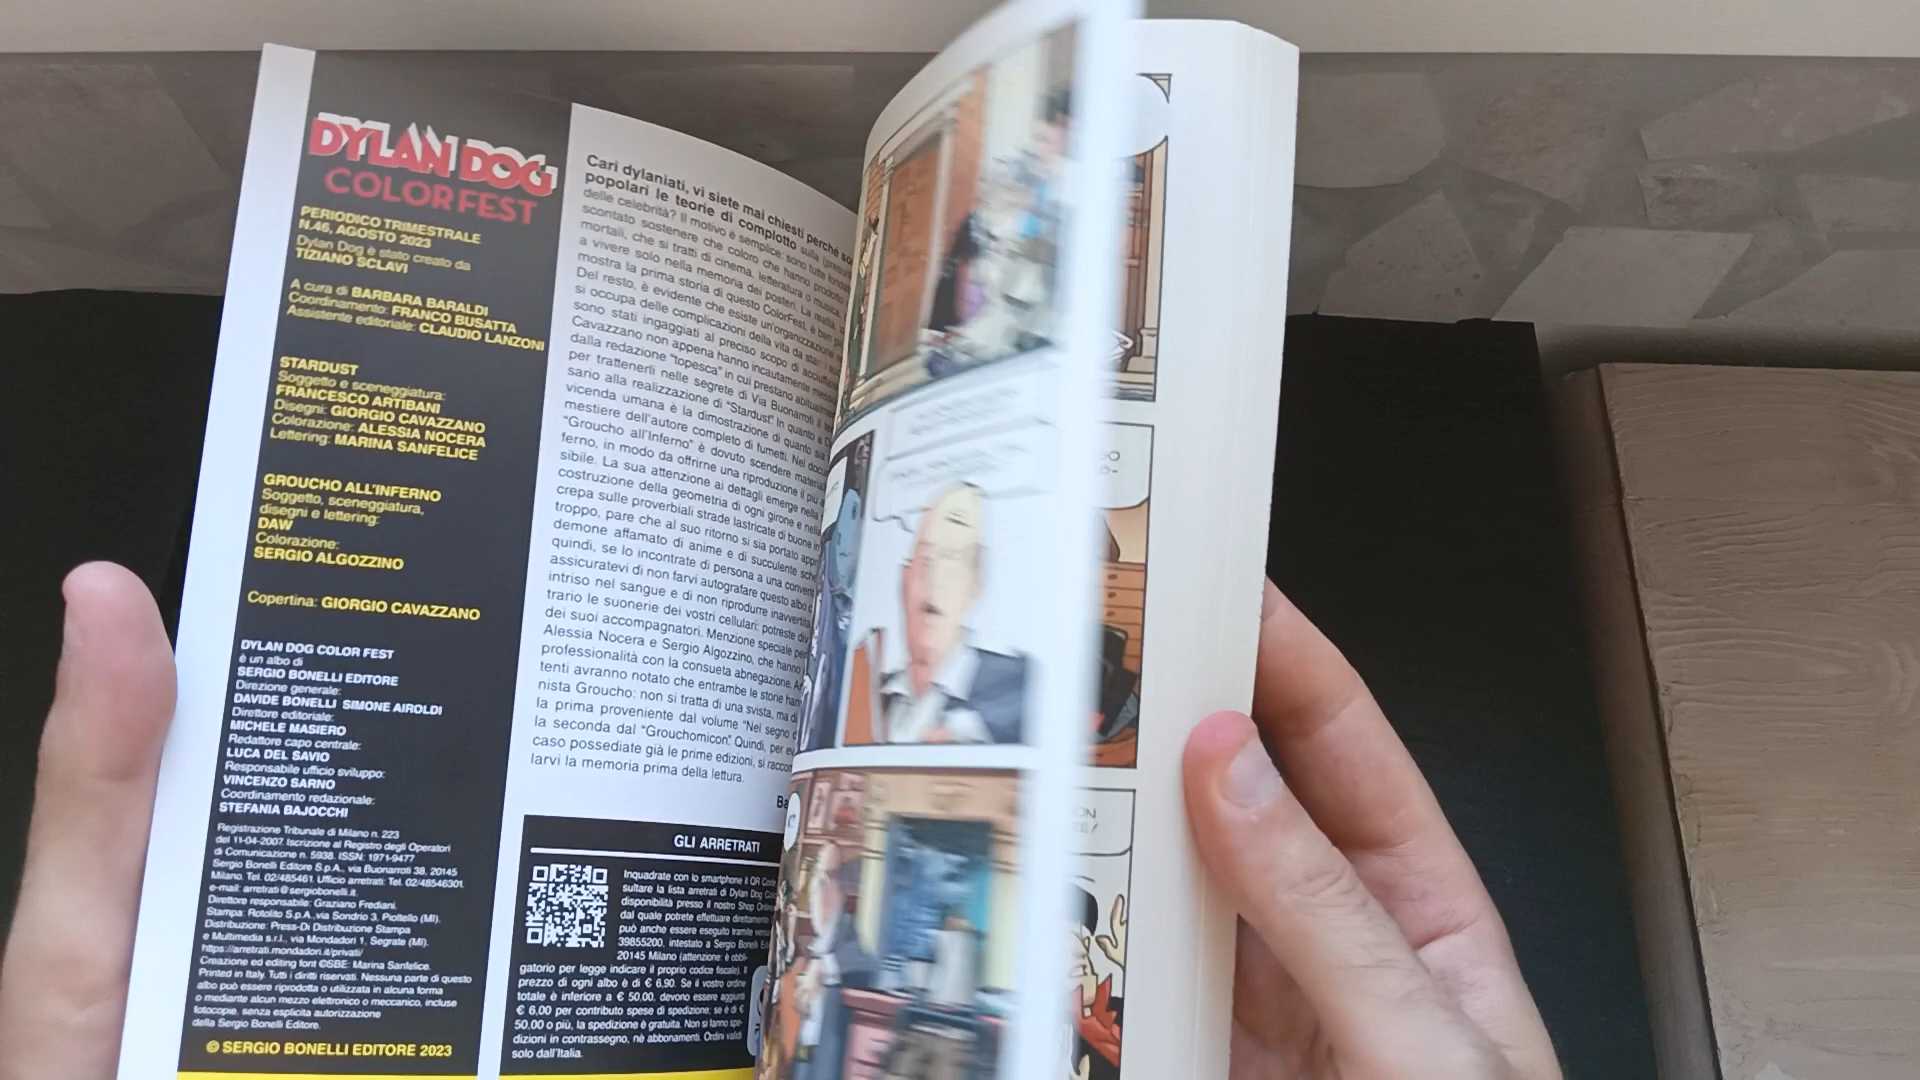 DYLAN DOG
COLOR FEST
PERIODICO TRIMESTRALE
N.46, AGOSTO 2023
Dylan Dog è stato creato da
TIZIANO SCLAVI
A cura di BARBARA BARALDI
Coordinamento: FRANCO BUSATTA
Assistente editoriale: CLAUDIO LANZONI
STARDUST
Soggetto e sceneggiatura:
FRANCESCO ARTIBANI
Disegni: GIORGIO CAVAZZANO
Colorazione: ALESSIA NOCERA
Lettering: MARINA SANFELICE
GROUCHO ALL'INFERNO
Soggetto, sceneggiatura,
disegni e lettering:
DAW
Colorazione:
SERGIO ALGOZZINO
Copertina: GIORGIO CAVAZZANO
DYLAN DOG COLOR FEST
è un albo di
SERGIO BONELLI EDITORE
Direzione generale:
DAVIDE BONELLI SIMONE AIROLDI
Direttore editoriale:
MICHELE MASIERO
Redattore capo centrale:
LUCA DEL SAVIO
Responsabile ufficio sviluppo:
VINCENZO SARNO
Coordinamento redazionale:
STEFANIA BAJOCCHI
Registrazione Tribunale di Milano n. 223
del 11-04-2007. Iscrizione al Registro degli Operatori
di Comunicazione n. 5938. ISSN: 1971-9477
Sergio Bonelli Editore S.p.A., via Buonarroti 38, 20145
Milano. Tel. 02/485461. Ufficio arretrati: Tel. 02/48546301.
e-mail: arretrati@sergiobonelli.it.
Direttore responsabile: Graziano Frediani.
Stampa: Rotolito S.p.A., via Sondrio 3, Pioltello (MI).
Distribuzione: Press-Di Distribuzione Stampa
e Multimedia s.r.l., via Mondadori 1, Segrate (MI).
https://arretrati.mondadori.it/privati/
Creazione ed editing font ©SBE: Marina Sanfelice.
Printed in Italy. Tutti i diritti riservati. Nessuna parte di questo
albo può essere riprodotta o utilizzata in alcuna forma
o mediante alcun mezzo elettronico o meccanico, incluse
fotocopie, senza esplicita autorizzazione
della Sergio Bonelli Editore.
© SERGIO BONELLI EDITORE 2023
Cari dylaniati, vi siete mai chiesti perché
popolari le teorie di complotto sulla
delle celebrità? Il motivo è semplice: sono tutte
scontato sostenere che coloro che hanno prodotto
mortali, che si tratti di cinema, letteratura o musica,
a vivere solo nella memoria dei posteri. La realtà,
mostra la prima storia di questo ColorFest, è ben
Del resto, è evidente che esiste un'organizzazione
si occupa delle complicazioni della vita da star: i
sono stati ingaggiati al preciso scopo di
Cavazzano non appena hanno incautamente
dalla redazione "topesca" in cui prestano
per trattenerli nelle segrete di Via Buonarroti il
sario alla realizzazione di "Stardust". In quanto a
vicenda umana è la dimostrazione di quanto sia
mestiere dell'autore completo di fumetti. Nel
"Groucho all'Inferno" è dovuto scendere
ferno, in modo da offrirne una riproduzione il più
sibile. La sua attenzione ai dettagli emerge nella
costruzione della geometria di ogni girone e
crepa sulle proverbiali strade lastricate di buone
troppo, pare che al suo ritorno si sia portato
demone affamato di anime e di succulente
quindi, se lo incontrate di persona a una
assicuratevi di non farvi autografare questo albo
intriso nel sangue e di non riprodurre
trario le suonerie dei vostri cellulari: potreste
dei suoi accompagnatori. Menzione speciale
Alessia Nocera e Sergio Algozzino, che hanno
professionalità con la consueta abnegazione.
tenti avranno notato che entrambe le storie
nista Groucho: non si tratta di una svista, ma di
la prima proveniente dal volume "Nel segno
la seconda dal "Grouchomicon". Quindi, per
caso possediate già le prime edizioni, si
larvi la memoria prima della lettura.
GLI ARRETRATI
Inquadrate con lo smartphone il QR
sultare la lista arretrati di Dylan Dog
disponibilità presso il nostro Shop
dal quale potrete effettuare
può anche essere eseguito tramite
39855200, intestato a Sergio Bonelli
20145 Milano (attenzione: è obbli-
gatorio per legge indicare il proprio codice fiscale). Il
prezzo di ogni albo è di € 6,90. Se il vostro ordine
totale è inferiore a € 50,00, devono essere aggiunti
€ 6,00 per contributo spese di spedizione; se è di €
50,00 o più, la spedizione è gratuita. Non si fanno spe-
dizioni in contrassegno, nè abbonamenti. Ordini validi
solo dall'Italia.